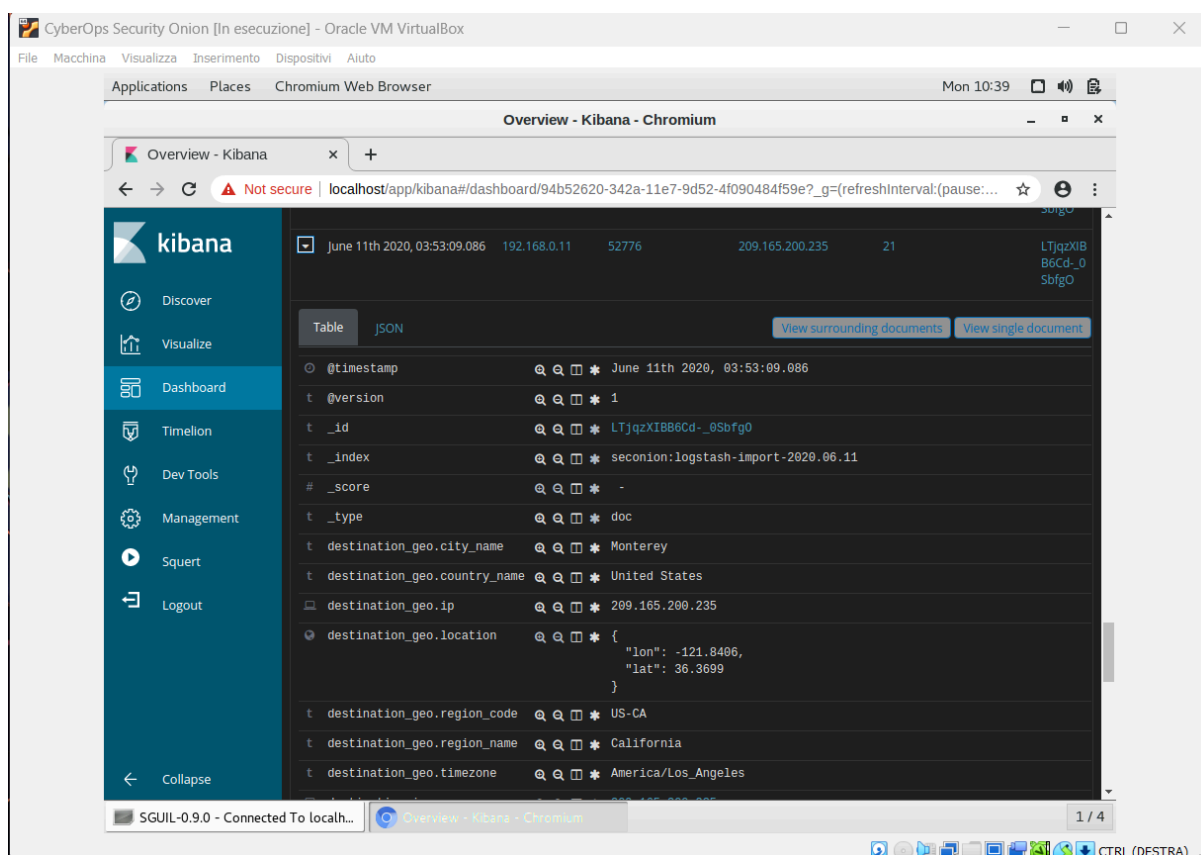 CyberOps Security Onion [In esecuzione] - Oracle VM VirtualBox
File Macchina Visualizza Inserimento Dispositivi Aiuto
Applications Places Chromium Web Browser Mon 10:39
Overview - Kibana - Chromium
Overview - Kibana
Not secure | localhost/app/kibana#/dashboard/94b52620-342a-11e7-9d52-4f090484f59e?_g=(refreshInterval:(pause:...
kibana
Discover
Visualize
Dashboard
Timelion
Dev Tools
Management
Squert
Logout
Collapse
SbfgO
June 11th 2020, 03:53:09.086 192.168.0.11 52776 209.165.200.235 21 LTjqzXIB
B6Cd-_0
SbfgO
Table JSON View surrounding documents View single document
@timestamp June 11th 2020, 03:53:09.086
t @version 1
t _id LTjqzXIBB6Cd-_0SbfgO
t _index seconion:logstash-import-2020.06.11
# _score -
t _type doc
t destination_geo.city_name Monterey
t destination_geo.country_name United States
destination_geo.ip 209.165.200.235
destination_geo.location {
"lon": -121.8406,
"lat": 36.3699
}
t destination_geo.region_code US-CA
t destination_geo.region_name California
t destination_geo.timezone America/Los_Angeles
SGUIL-0.9.0 - Connected To localh... Overview - Kibana - Chromium 1 / 4
CTRL (DESTRA)